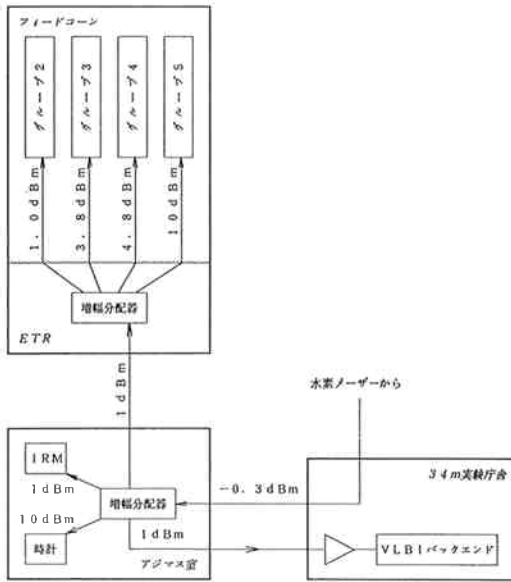 フィードコーン
グループ2
グループ3
グループ4
グループ5
1.0dBm
3.8dBm
4.8dBm
10dBm
増幅分配器
ETR
1dBm
水素メーザーから
IRM
1dBm
増幅分配器
-0.3dBm
34m実験庁舎
10dBm
1dBm
時計
アジマス室
VLBIバックエンド